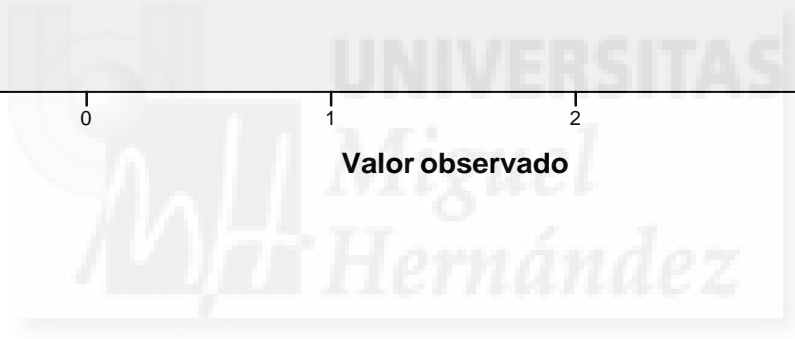 UNIVERSITAS
0 1 2
Valor observado
Miguel
Hernández